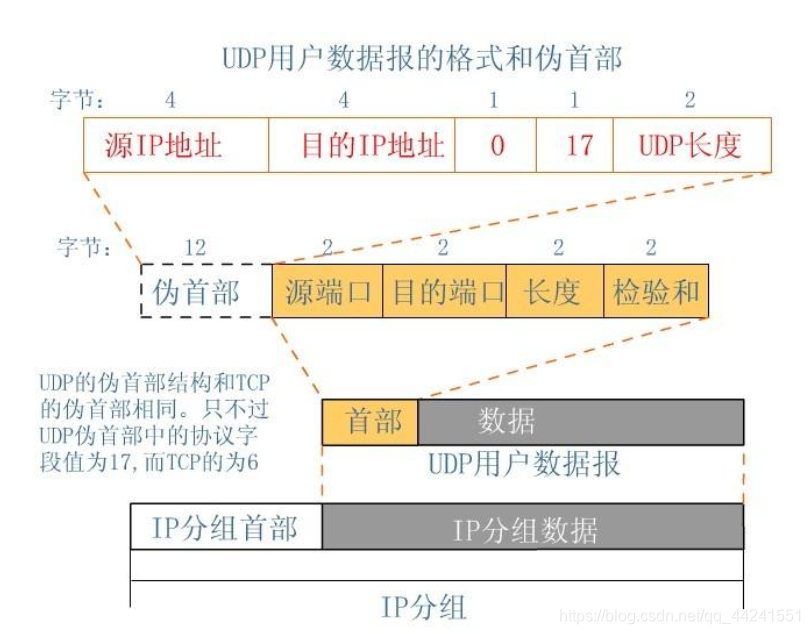 UDP用户数据报的格式和伪首部
字节: 4 4 1 1 2
源IP地址 目的IP地址 0 17 UDP长度
字节: 12 2 2 2 2
伪首部 源端口 目的端口 长度 检验和
UDP的伪首部结构和TCP
的伪首部相同。只不过
UDP伪首部中的协议字
段值为17,而TCP的为6
首部 数据
UDP用户数据报
IP分组首部 IP分组数据
IP分组
https://blog.csdn.net/qq_44241551